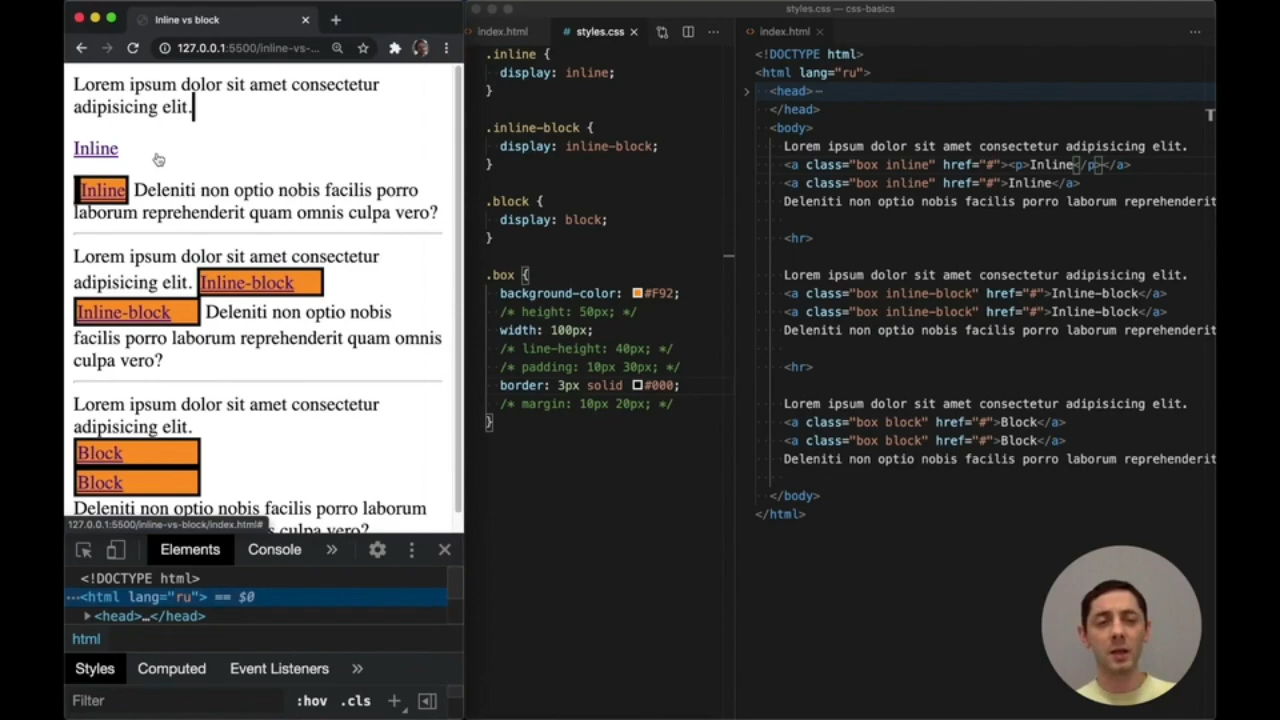 Inline vs block
127.0.0.1:5500/inline-vs-...
Lorem ipsum dolor sit amet consectetur
adipisicing elit.
Inline
Inline Deleniti non optio nobis facilis porro
laborum reprehenderit quam omnis culpa vero?
Lorem ipsum dolor sit amet consectetur
adipisicing elit. Inline-block
Inline-block Deleniti non optio nobis
facilis porro laborum reprehenderit quam omnis
culpa vero?
Lorem ipsum dolor sit amet consectetur
adipisicing elit.
Block
Block
Deleniti non optio nobis facilis porro laborum
127.0.0.1:5500/inline-vs-block/index.html#
culpa vero?
Elements Console
<!DOCTYPE html>
<html lang="ru"> == $0
<head>…</head>
html
Styles Computed Event Listeners
Filter :hov .cls
styles.css — css-basics
index.html # styles.css
.inline {
display: inline;
}
.inline-block {
display: inline-block;
}
.block {
display: block;
}
.box {
background-color: #F92;
/* height: 50px; */
width: 100px;
/* line-height: 40px; */
/* padding: 10px 30px; */
border: 3px solid #000;
/* margin: 10px 20px; */
}
index.html
<!DOCTYPE html>
<html lang="ru">
<head>
</head>
<body>
Lorem ipsum dolor sit amet consectetur adipisicing elit.
<a class="box inline" href="#"><p>Inline</p></a>
<a class="box inline" href="#">Inline</a>
Deleniti non optio nobis facilis porro laborum reprehenderit
<hr>
Lorem ipsum dolor sit amet consectetur adipisicing elit.
<a class="box inline-block" href="#">Inline-block</a>
<a class="box inline-block" href="#">Inline-block</a>
Deleniti non optio nobis facilis porro laborum reprehenderit
<hr>
Lorem ipsum dolor sit amet consectetur adipisicing elit.
<a class="box block" href="#">Block</a>
<a class="box block" href="#">Block</a>
Deleniti non optio nobis facilis porro laborum reprehenderit
</body>
</html>